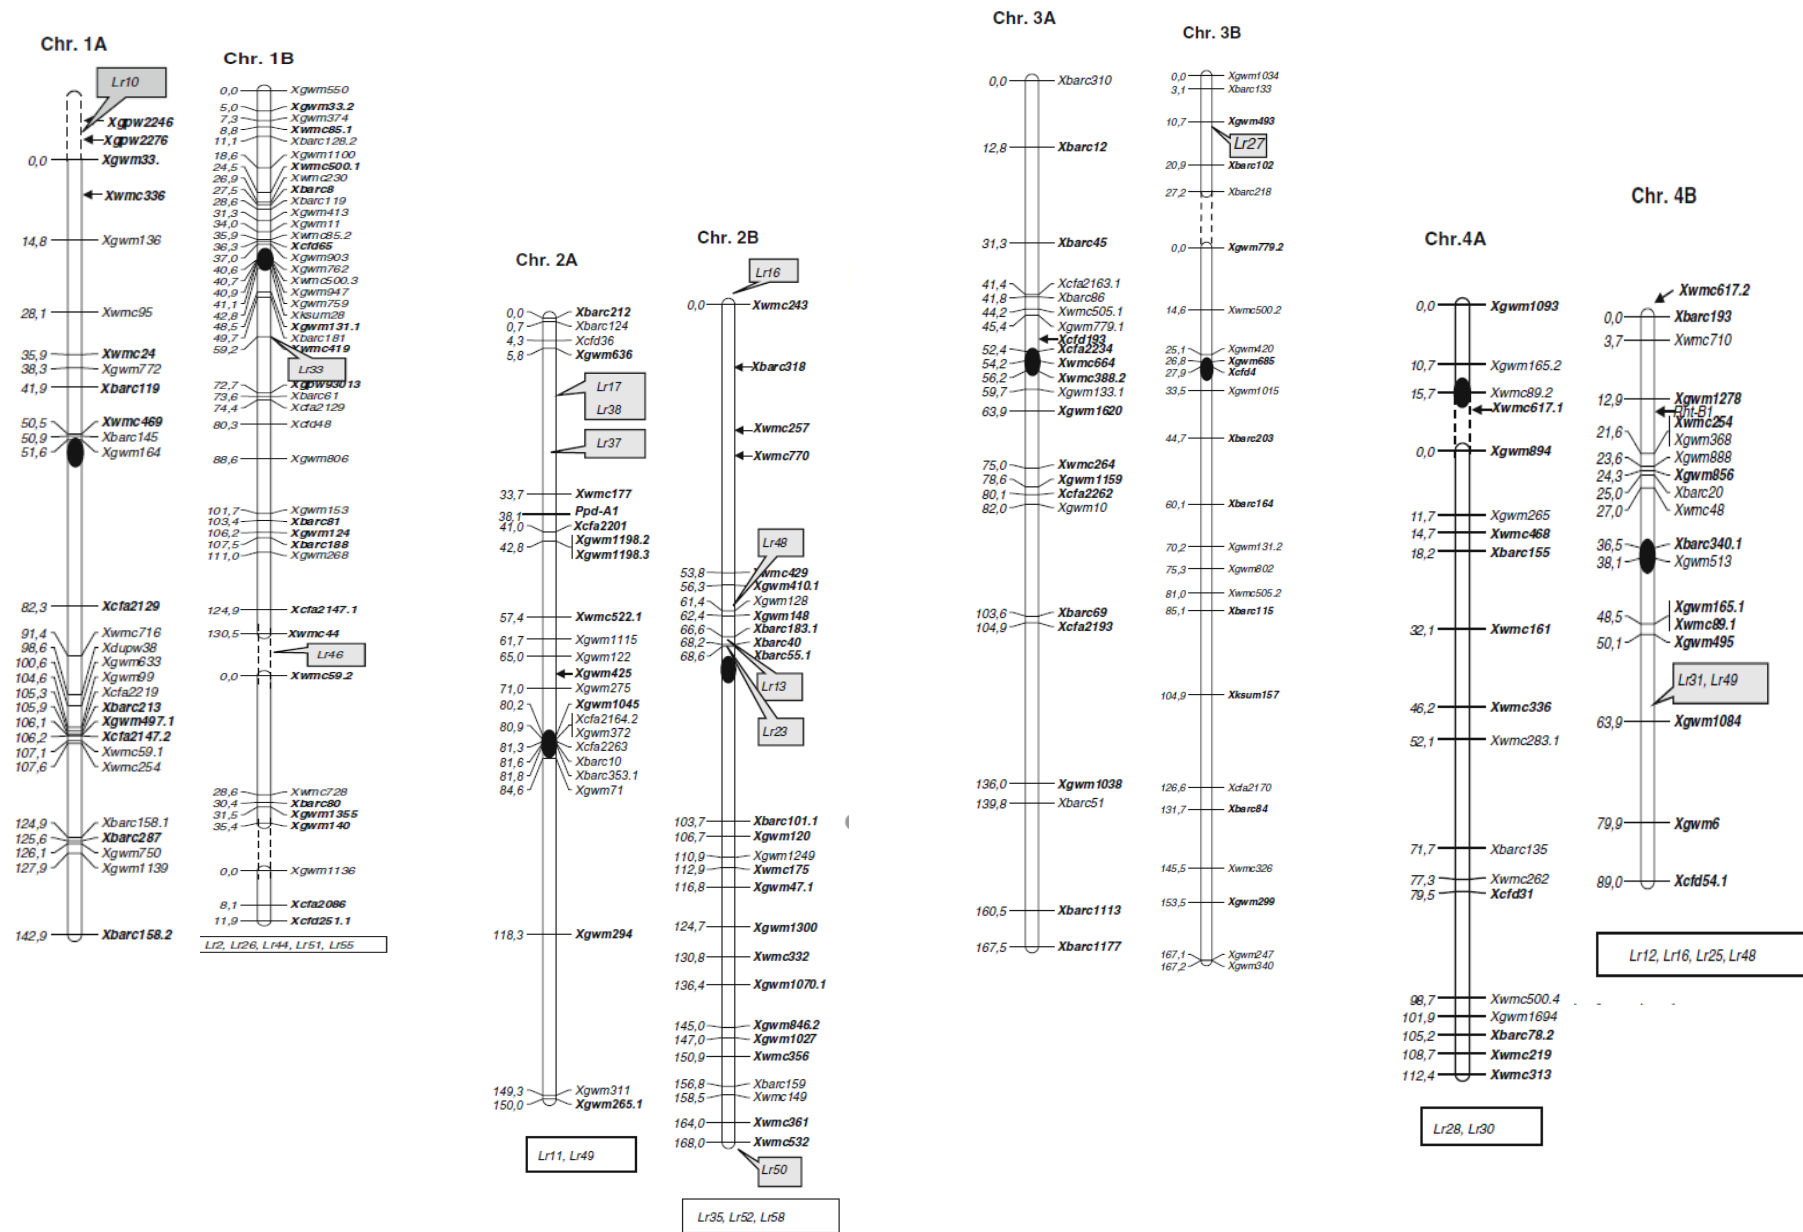 Chr. 1A
Lr10
Xgpw2246
Xgpw2276
0,0 Xgwm33.
Xwmc336
14,8 Xgwm136
28,1 Xwmc95
35,9 Xwmc24
38,3 Xgwm772
41,9 Xbarc119
50,5 Xwmc469
50,9 Xbarc145
51,6 Xgwm164
82,3 Xcfa2129
91,4 Xwmc716
98,6 Xdupw38
100,6 Xgwm633
104,6 Xgwm99
105,3 Xcfa2219
105,9 Xbarc213
106,1 Xgwm497.1
106,2 Xcfa2147.2
107,1 Xwmc59.1
107,6 Xwmc254
124,9 Xbarc158.1
125,6 Xbarc287
126,1 Xgwm750
127,9 Xgwm1139
142,9 Xbarc158.2
Chr. 1B
0,0 Xgwm550
5,0 Xgwm33.2
7,3 Xgwm374
8,8 Xwmc85.1
11,1 Xbarc128.2
18,6 Xgwm1100
24,5 Xwmc500.1
26,9 Xwmc230
27,5 Xbarc8
28,6 Xbarc119
31,3 Xgwm413
34,0 Xgwm11
35,9 Xwmc85.2
36,3 Xcfd65
37,0 Xgwm903
40,6 Xgwm762
40,7 Xwmc500.3
40,9 Xgwm947
41,1 Xgwm759
42,8 Xksum28
48,5 Xgwm131.1
49,7 Xbarc181
59,2 Xwmc419
Lr33
72,7 Xgpw93013
73,6 Xbarc61
74,4 Xcfa2129
80,3 Xcfd48
88,6 Xgwm806
101,7 Xgwm153
103,4 Xbarc81
106,2 Xgwm124
107,5 Xbarc188
111,0 Xgwm268
124,9 Xcfa2147.1
130,5 Xwmc44
Lr46
0,0 Xwmc59.2
28,6 Xwmc728
30,4 Xbarc80
31,5 Xgwm1355
35,4 Xgwm140
0,0 Xgwm1136
8,1 Xcfa2086
11,9 Xcfd251.1
Lr2, Lr26, Lr44, Lr51, Lr55
Chr. 2A
0,0 Xbarc212
0,7 Xbarc124
4,3 Xcfd36
5,8 Xgwm636
Lr17
Lr38
Lr37
33,7 Xwmc177
38,1 Ppd-A1
41,0 Xcfa2201
42,8 Xgwm1198.2
Xgwm1198.3
57,4 Xwmc522.1
61,7 Xgwm1115
65,0 Xgwm122
Xgwm425
71,0 Xgwm275
80,2 Xgwm1045
80,9 Xcfa2164.2
Xgwm372
81,3 Xcfa2263
81,6 Xbarc10
81,8 Xbarc353.1
84,6 Xgwm71
118,3 Xgwm294
149,3 Xgwm311
150,0 Xgwm265.1
Lr11, Lr49
Chr. 2B
Lr16
0,0 Xwmc243
Xbarc318
Xwmc257
Xwmc770
Lr48
53,8 Xwmc429
56,3 Xgwm410.1
61,4 Xgwm128
62,4 Xgwm148
66,6 Xbarc183.1
68,2 Xbarc40
68,6 Xbarc55.1
Lr13
Lr23
103,7 Xbarc101.1
106,7 Xgwm120
110,9 Xgwm1249
112,9 Xwmc175
116,8 Xgwm47.1
124,7 Xgwm1300
130,8 Xwmc332
136,4 Xgwm1070.1
145,0 Xgwm846.2
147,0 Xgwm1027
150,9 Xwmc356
156,8 Xbarc159
158,5 Xwmc149
164,0 Xwmc361
168,0 Xwmc532
Lr50
Lr35, Lr52, Lr58
Chr. 3A
0,0 Xbarc310
12,8 Xbarc12
31,3 Xbarc45
41,4 Xcfa2163.1
41,8 Xbarc86
44,2 Xwmc505.1
45,4 Xgwm779.1
Xcfd193
52,4 Xcfa2234
54,2 Xwmc664
56,2 Xwmc388.2
59,7 Xgwm133.1
63,9 Xgwm1620
75,0 Xwmc264
78,6 Xgwm1159
80,1 Xcfa2262
82,0 Xgwm10
103,6 Xbarc69
104,9 Xcfa2193
136,0 Xgwm1038
139,8 Xbarc51
160,5 Xbarc1113
167,5 Xbarc1177
Chr. 3B
0,0 Xgwm1034
3,1 Xbarc133
10,7 Xgwm493
Lr27
20,9 Xbarc102
27,2 Xbarc218
0,0 Xgwm779.2
14,6 Xwmc500.2
25,1 Xgwm420
26,8 Xgwm685
27,9 Xcfd4
33,5 Xgwm1015
44,7 Xbarc203
60,1 Xbarc164
70,2 Xgwm131.2
75,3 Xgwm802
81,0 Xwmc505.2
85,1 Xbarc115
104,9 Xksum157
126,6 Xcfa2170
131,7 Xbarc84
145,5 Xwmc326
153,5 Xgwm299
167,1 Xgwm247
167,2 Xgwm340
Chr.4A
0,0 Xgwm1093
10,7 Xgwm165.2
15,7 Xwmc89.2
Xwmc617.1
0,0 Xgwm894
11,7 Xgwm265
14,7 Xwmc468
18,2 Xbarc155
32,1 Xwmc161
46,2 Xwmc336
52,1 Xwmc283.1
71,7 Xbarc135
77,3 Xwmc262
79,5 Xcfd31
98,7 Xwmc500.4
101,9 Xgwm1694
105,2 Xbarc78.2
108,7 Xwmc219
112,4 Xwmc313
Lr28, Lr30
Chr. 4B
Xwmc617.2
0,0 Xbarc193
3,7 Xwmc710
12,9 Xgwm1278
Rht-B1
21,6 Xwmc254
Xgwm368
23,6 Xgwm888
24,3 Xgwm856
25,0 Xbarc20
27,0 Xwmc48
36,5 Xbarc340.1
38,1 Xgwm513
48,5 Xgwm165.1
Xwmc89.1
50,1 Xgwm495
Lr31, Lr49
63,9 Xgwm1084
79,9 Xgwm6
89,0 Xcfd54.1
Lr12, Lr16, Lr25, Lr48